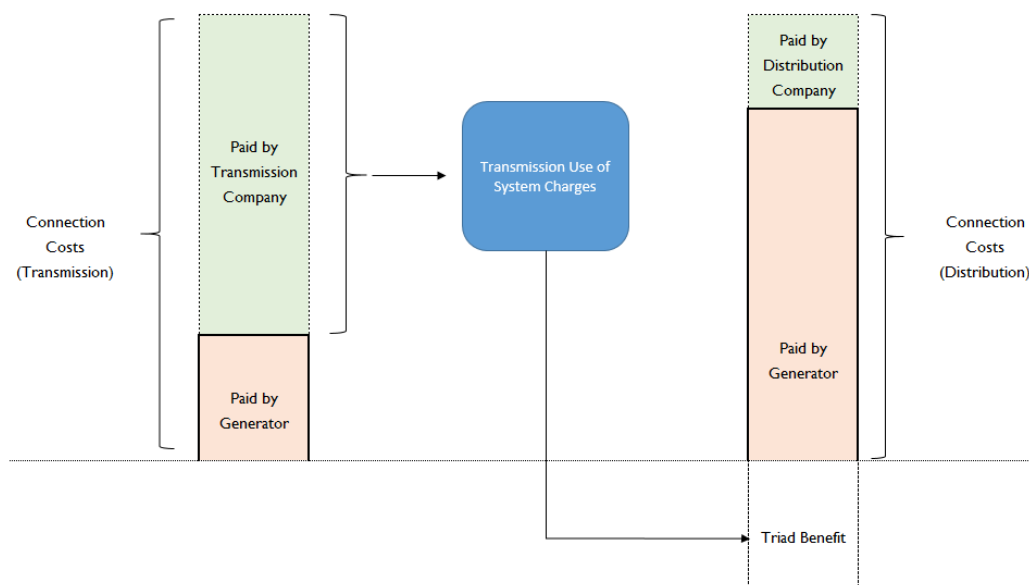 Connection
Costs
(Transmission)
Paid by
Transmission
Company
Paid by
Generator
Transmission Use of
System Charges
Paid by
Distribution
Company
Paid by
Generator
Connection
Costs
(Distribution)
Triad Benefit